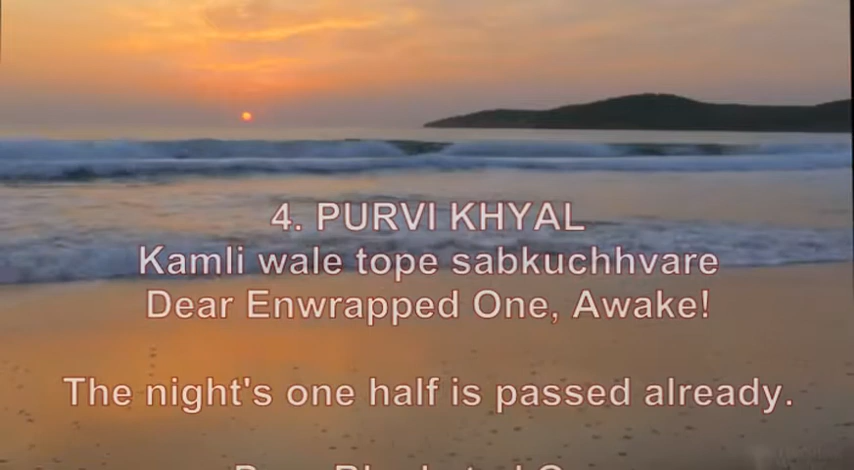 4. PURVI KHYAL
Kamli wale tope sabkuchhvare
Dear Enwrapped One, Awake!
The night's one half is passed already.